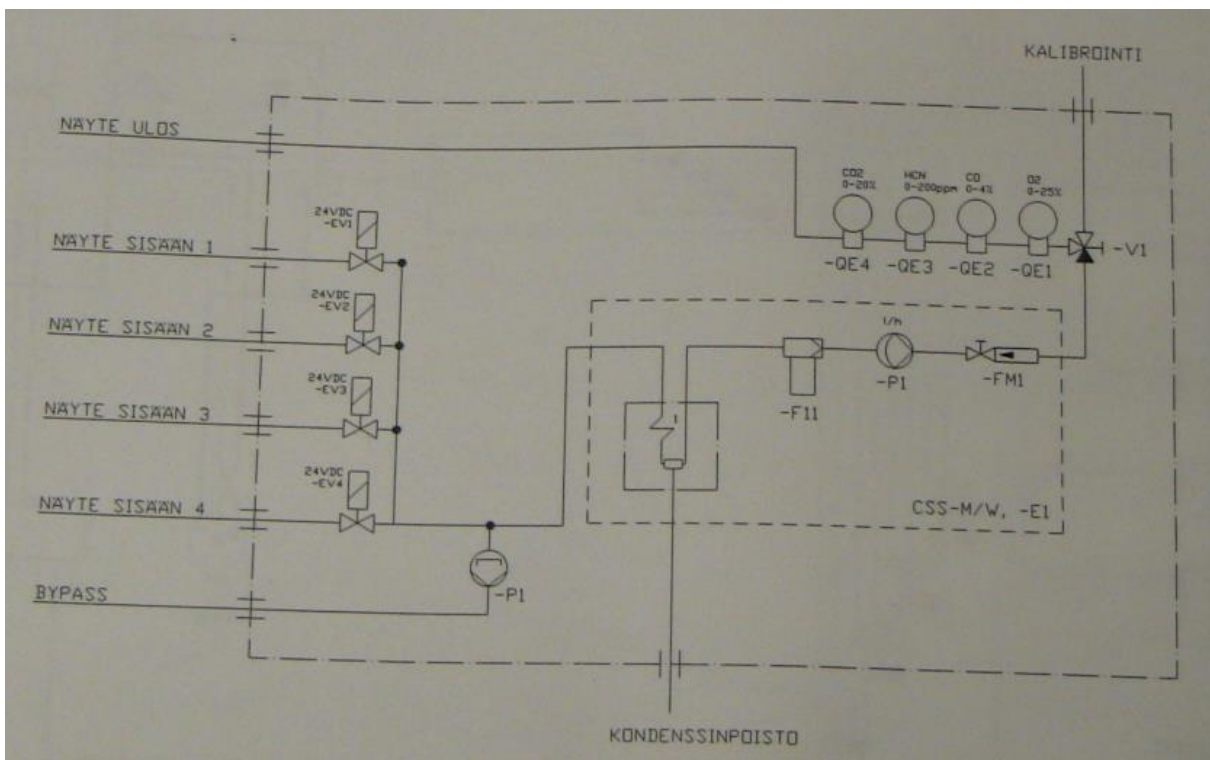 KALIBROINTI
NÄYTE ULOS
CO2
0-20%
HCN
0-200ppm
CO
0-4%
O2
0-25%
24VDC
-EV1
NÄYTE SISÄÄN 1
-QE4
-QE3
-QE2
-QE1
-V1
24VDC
-EV2
NÄYTE SISÄÄN 2
l/h
-P1
-FM1
24VDC
-EV3
-F11
NÄYTE SISÄÄN 3
24VDC
-EV4
NÄYTE SISÄÄN 4
CSS-M/W, -E1
BYPASS
-P1
KONDENSSINPOISTO